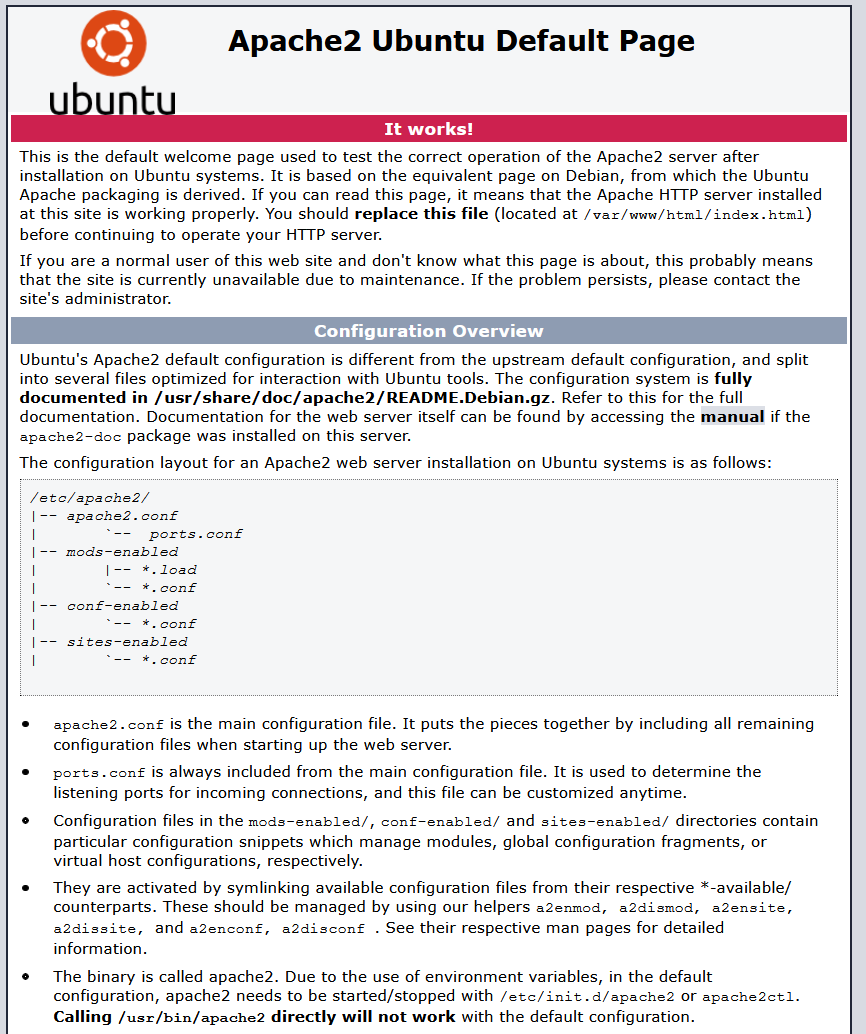 ubuntu
Apache2 Ubuntu Default Page
It works!
This is the default welcome page used to test the correct operation of the Apache2 server after
installation on Ubuntu systems. It is based on the equivalent page on Debian, from which the Ubuntu
Apache packaging is derived. If you can read this page, it means that the Apache HTTP server installed
at this site is working properly. You should replace this file (located at /var/www/html/index.html)
before continuing to operate your HTTP server.
If you are a normal user of this web site and don't know what this page is about, this probably means
that the site is currently unavailable due to maintenance. If the problem persists, please contact the
site's administrator.
Configuration Overview
Ubuntu's Apache2 default configuration is different from the upstream default configuration, and split
into several files optimized for interaction with Ubuntu tools. The configuration system is fully
documented in /usr/share/doc/apache2/README.Debian.gz. Refer to this for the full
documentation. Documentation for the web server itself can be found by accessing the manual if the
apache2-doc package was installed on this server.
The configuration layout for an Apache2 web server installation on Ubuntu systems is as follows:
/etc/apache2/
|-- apache2.conf
|       `--  ports.conf
|-- mods-enabled
|       |-- *.load
|       `-- *.conf
|-- conf-enabled
|       `-- *.conf
|-- sites-enabled
|       `-- *.conf
• apache2.conf is the main configuration file. It puts the pieces together by including all remaining
configuration files when starting up the web server.
• ports.conf is always included from the main configuration file. It is used to determine the
listening ports for incoming connections, and this file can be customized anytime.
• Configuration files in the mods-enabled/, conf-enabled/ and sites-enabled/ directories contain
particular configuration snippets which manage modules, global configuration fragments, or
virtual host configurations, respectively.
• They are activated by symlinking available configuration files from their respective *-available/
counterparts. These should be managed by using our helpers a2enmod, a2dismod, a2ensite,
a2dissite, and a2enconf, a2disconf . See their respective man pages for detailed
information.
• The binary is called apache2. Due to the use of environment variables, in the default
configuration, apache2 needs to be started/stopped with /etc/init.d/apache2 or apache2ctl.
Calling /usr/bin/apache2 directly will not work with the default configuration.